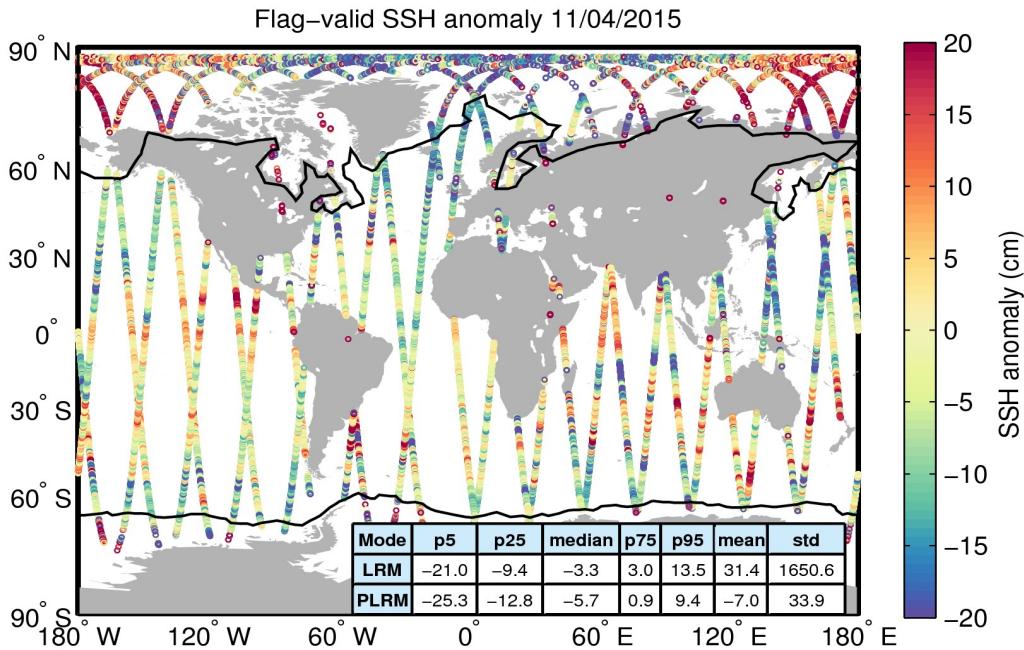 Flag−valid SSH anomaly 11/04/2015
90° N
60° N
30° N
0°
30° S
60° S
90° S
180° W 120° W 60° W 0° 60° E 120° E 180° E
Mode p5 p25 median p75 p95 mean std
LRM −21.0 −9.4 −3.3 3.0 13.5 31.4 1650.6
PLRM −25.3 −12.8 −5.7 0.9 9.4 −7.0 33.9
20
15
10
5
0
−5
−10
−15
−20
SSH anomaly (cm)